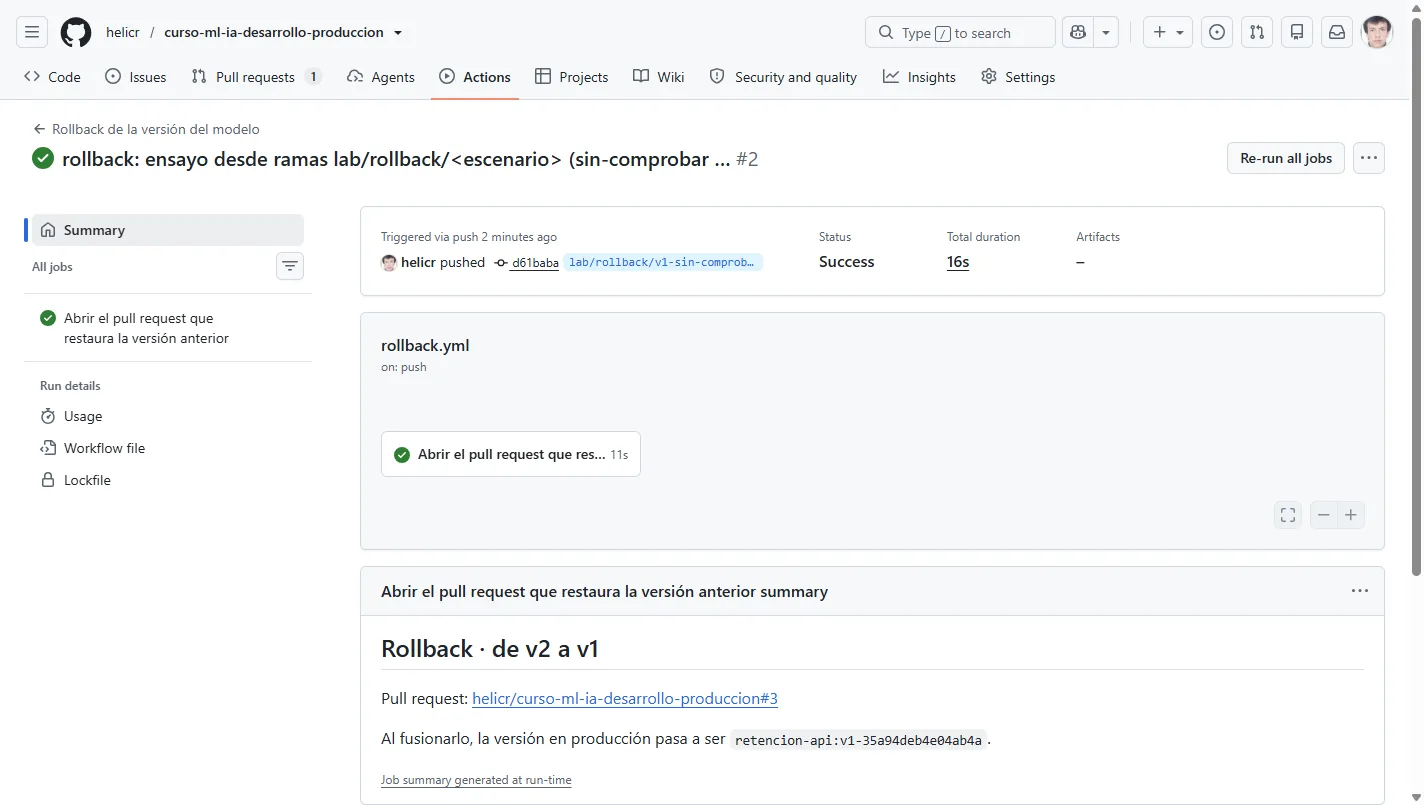 helicr / curso-ml-ia-desarrollo-produccion
Type / to search
Code
Issues
Pull requests 1
Agents
Actions
Projects
Wiki
Security and quality
Insights
Settings
Rollback de la versión del modelo
rollback: ensayo desde ramas lab/rollback/<escenario> (sin-comprobar ... #2
Re-run all jobs
Summary
All jobs
Abrir el pull request que
restaura la versión anterior
Run details
Usage
Workflow file
Lockfile
Triggered via push 2 minutes ago
helicr pushed d61baba lab/rollback/v1-sin-comprob…
Status
Success
Total duration
16s
Artifacts
–
rollback.yml
on: push
Abrir el pull request que res... 11s
Abrir el pull request que restaura la versión anterior summary
Rollback · de v2 a v1
Pull request: helicr/curso-ml-ia-desarrollo-produccion#3
Al fusionarlo, la versión en producción pasa a ser retencion-api:v1-35a94deb4e04ab4a .
Job summary generated at run-time